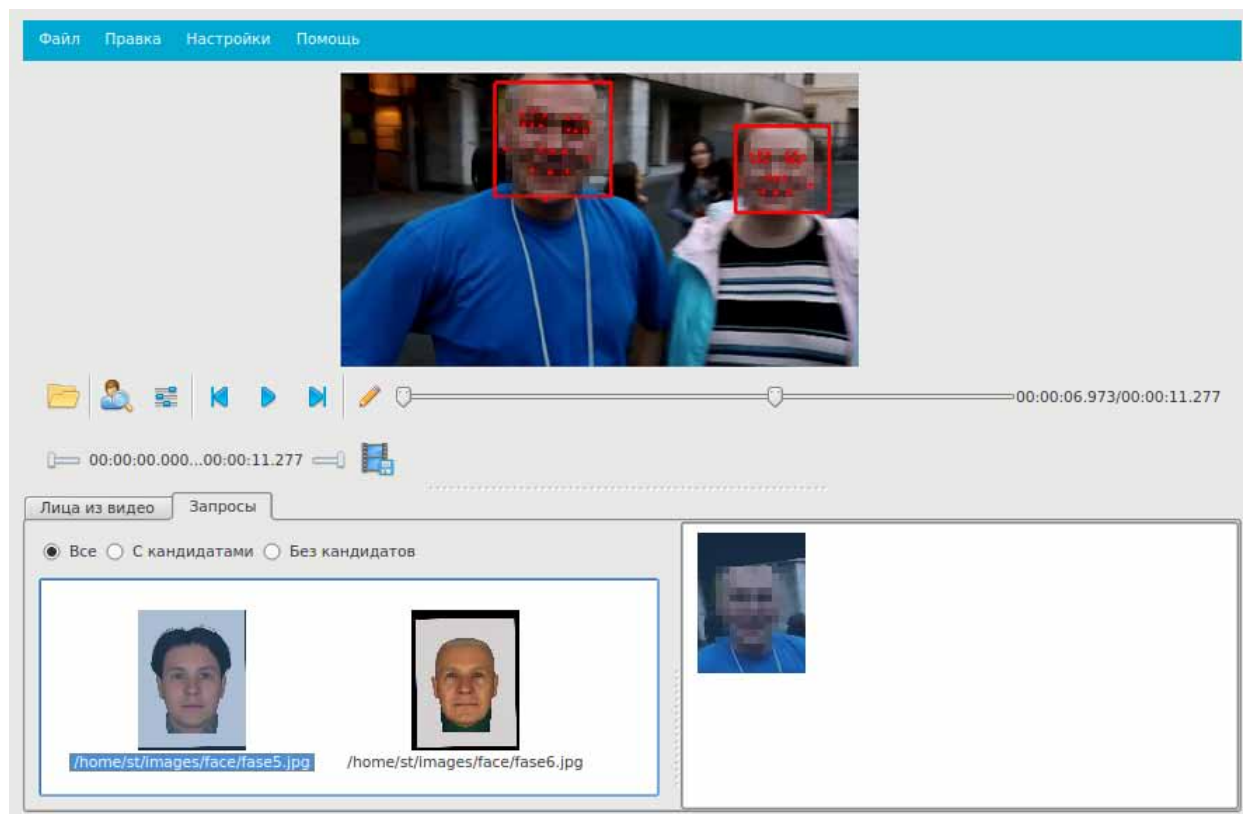 Файл Правка Настройки Помощь
00:00:06.973/00:00:11.277
00:00:00.000...00:00:11.277
Лица из видео Запросы
Все С кандидатами Без кандидатов
/home/st/images/face/fase5.jpg /home/st/images/face/fase6.jpg